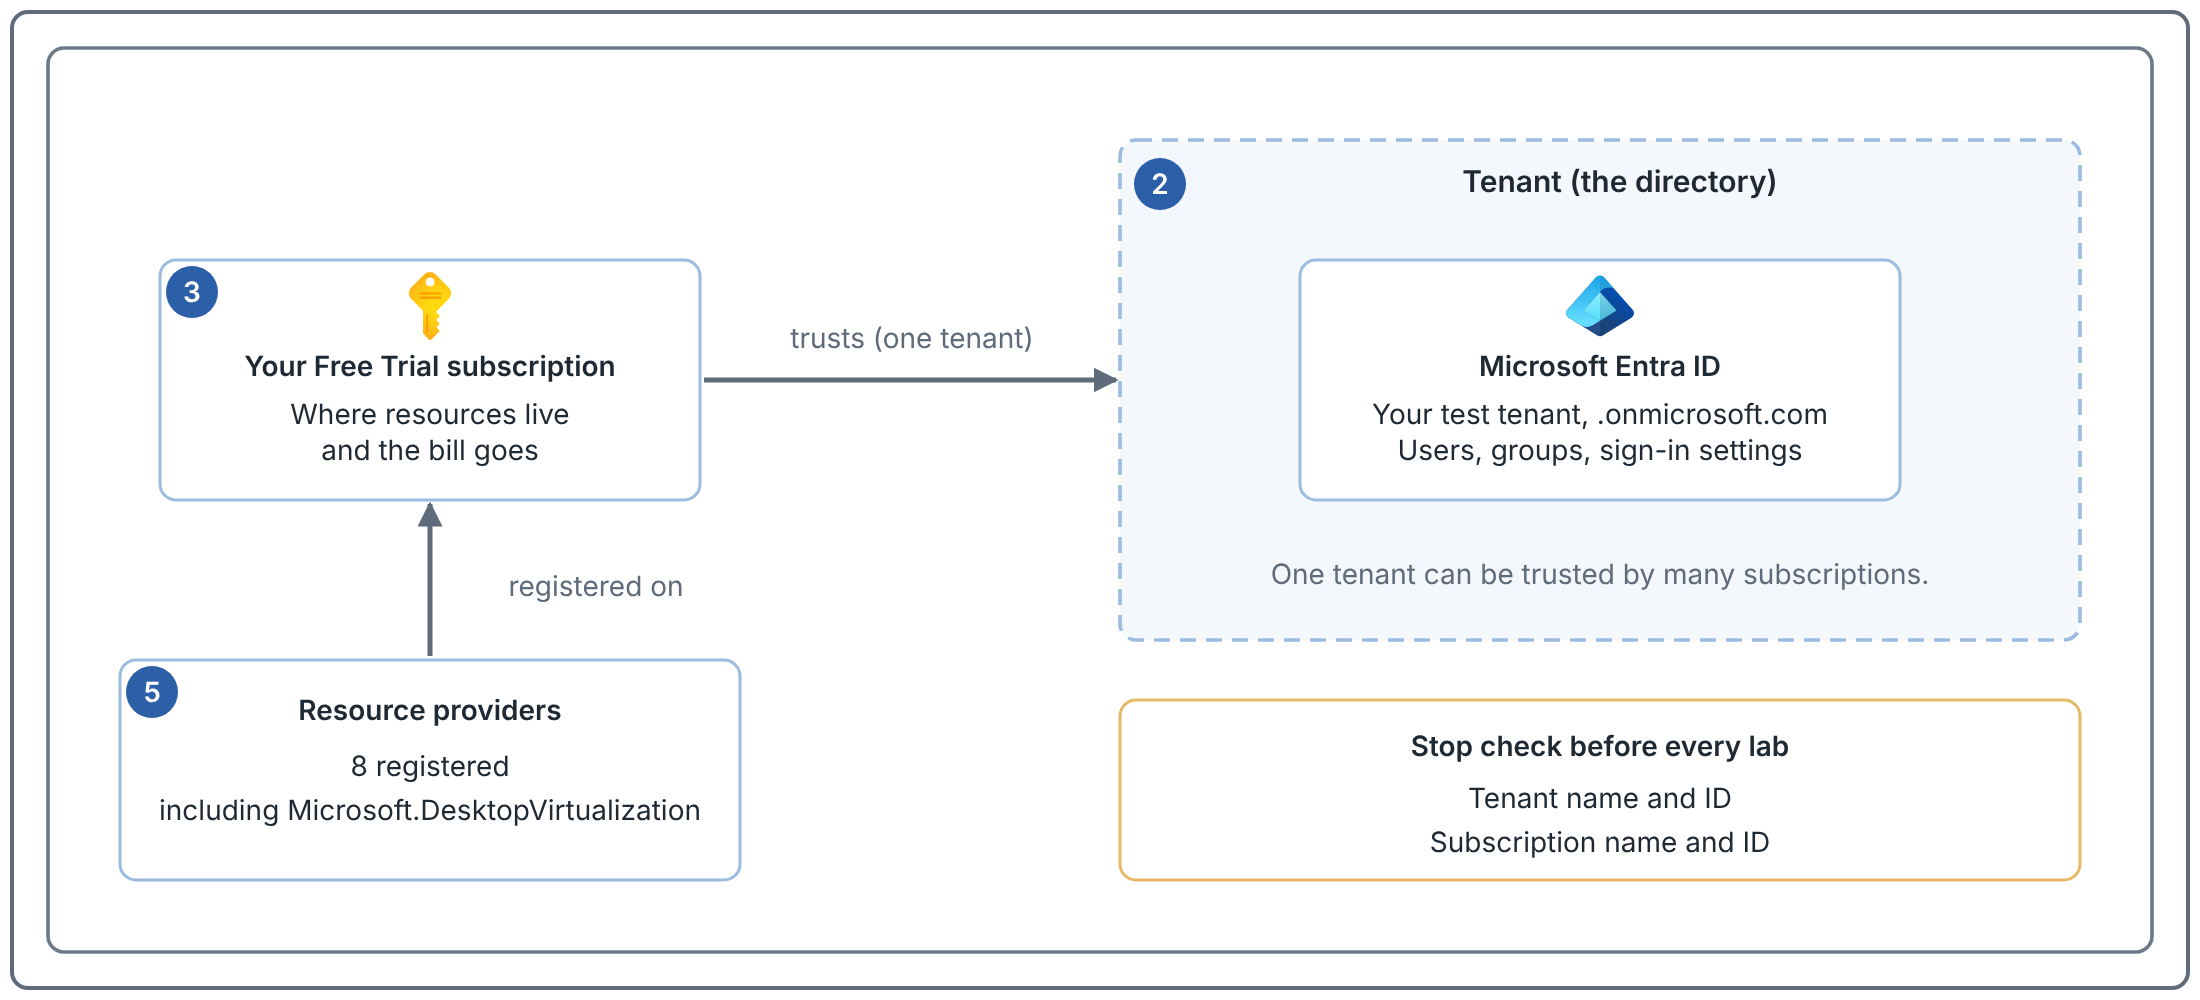 2
Tenant (the directory)
3
Your Free Trial subscription
Where resources live
and the bill goes
trusts (one tenant)
Microsoft Entra ID
Your test tenant, .onmicrosoft.com
Users, groups, sign-in settings
One tenant can be trusted by many subscriptions.
registered on
5
Resource providers
8 registered
including Microsoft.DesktopVirtualization
Stop check before every lab
Tenant name and ID
Subscription name and ID